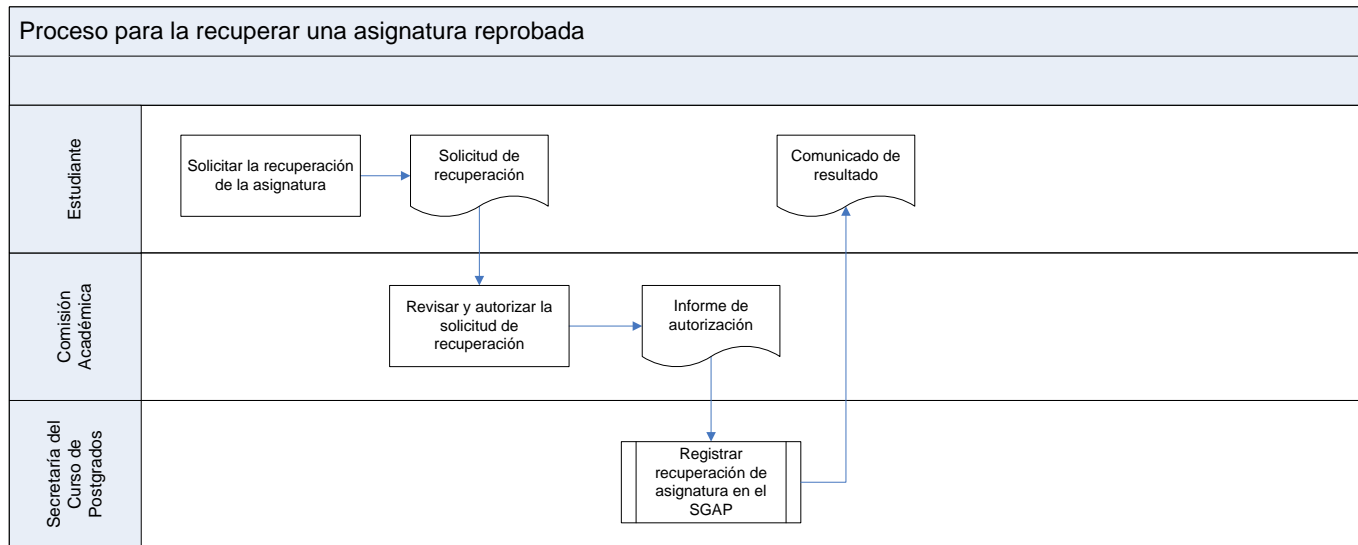 Proceso para la recuperar una asignatura reprobada
Estudiante
Solicitar la recuperación
de la asignatura
Solicitud de
recuperación
Comunicado de
resultado
Comisión
Académica
Revisar y autorizar la
solicitud de
recuperación
Informe de
autorización
Secretaría del
Curso de
Postgrados
Registrar
recuperación de
asignatura en el
SGAP